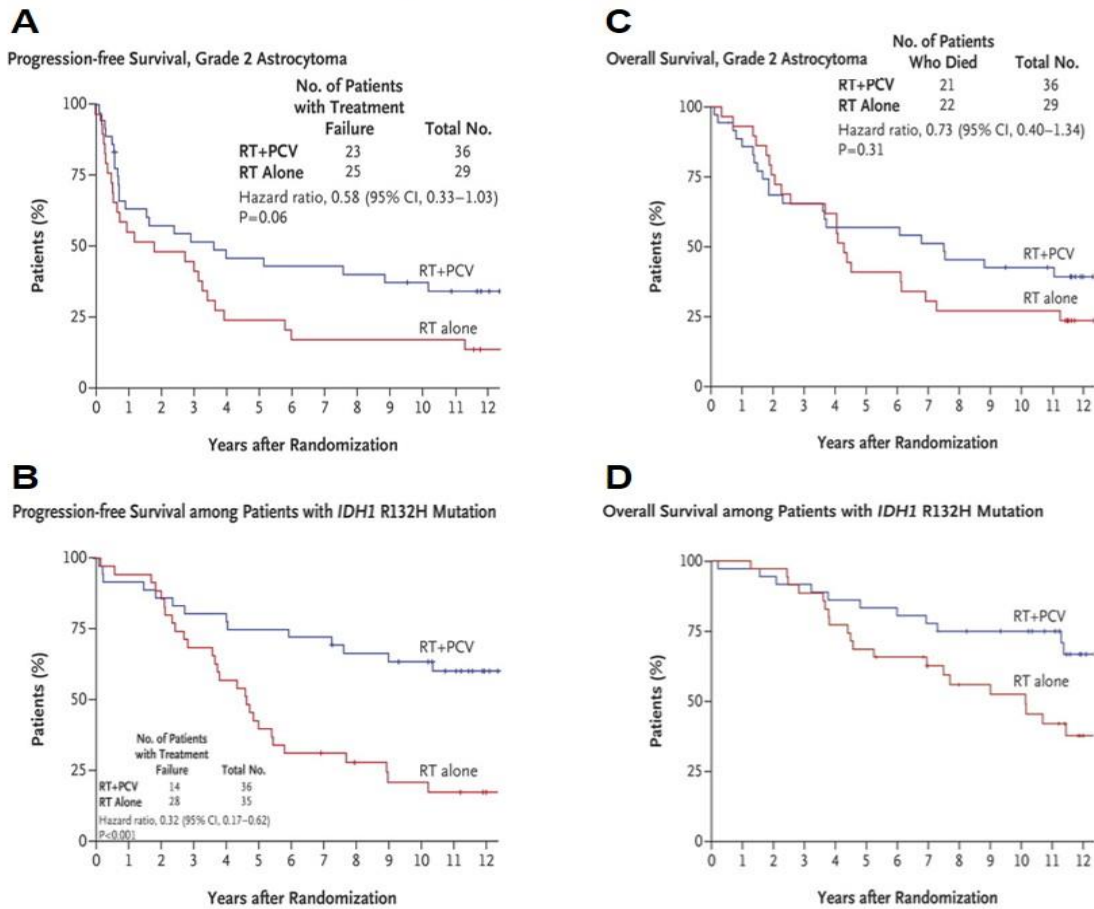 A
Progression-free Survival, Grade 2 Astrocytoma
No. of Patients
with Treatment
Failure Total No.
RT+PCV 23 36
RT Alone 25 29
Hazard ratio, 0.58 (95% CI, 0.33–1.03)
P=0.06
100
75
50
25
0
Patients (%)
RT+PCV
RT alone
0 1 2 3 4 5 6 7 8 9 10 11 12
Years after Randomization
C
Overall Survival, Grade 2 Astrocytoma
No. of Patients
Who Died Total No.
RT+PCV 21 36
RT Alone 22 29
Hazard ratio, 0.73 (95% CI, 0.40–1.34)
P=0.31
100
75
50
25
0
Patients (%)
RT+PCV
RT alone
0 1 2 3 4 5 6 7 8 9 10 11 12
Years after Randomization
B
Progression-free Survival among Patients with IDH1 R132H Mutation
100
75
50
25
0
Patients (%)
RT+PCV
RT alone
No. of Patients
with Treatment
Failure Total No.
RT+PCV 14 36
RT Alone 28 35
Hazard ratio, 0.32 (95% CI, 0.17–0.62)
P<0.001
0 1 2 3 4 5 6 7 8 9 10 11 12
Years after Randomization
D
Overall Survival among Patients with IDH1 R132H Mutation
100
75
50
25
0
Patients (%)
RT+PCV
RT alone
0 1 2 3 4 5 6 7 8 9 10 11 12
Years after Randomization